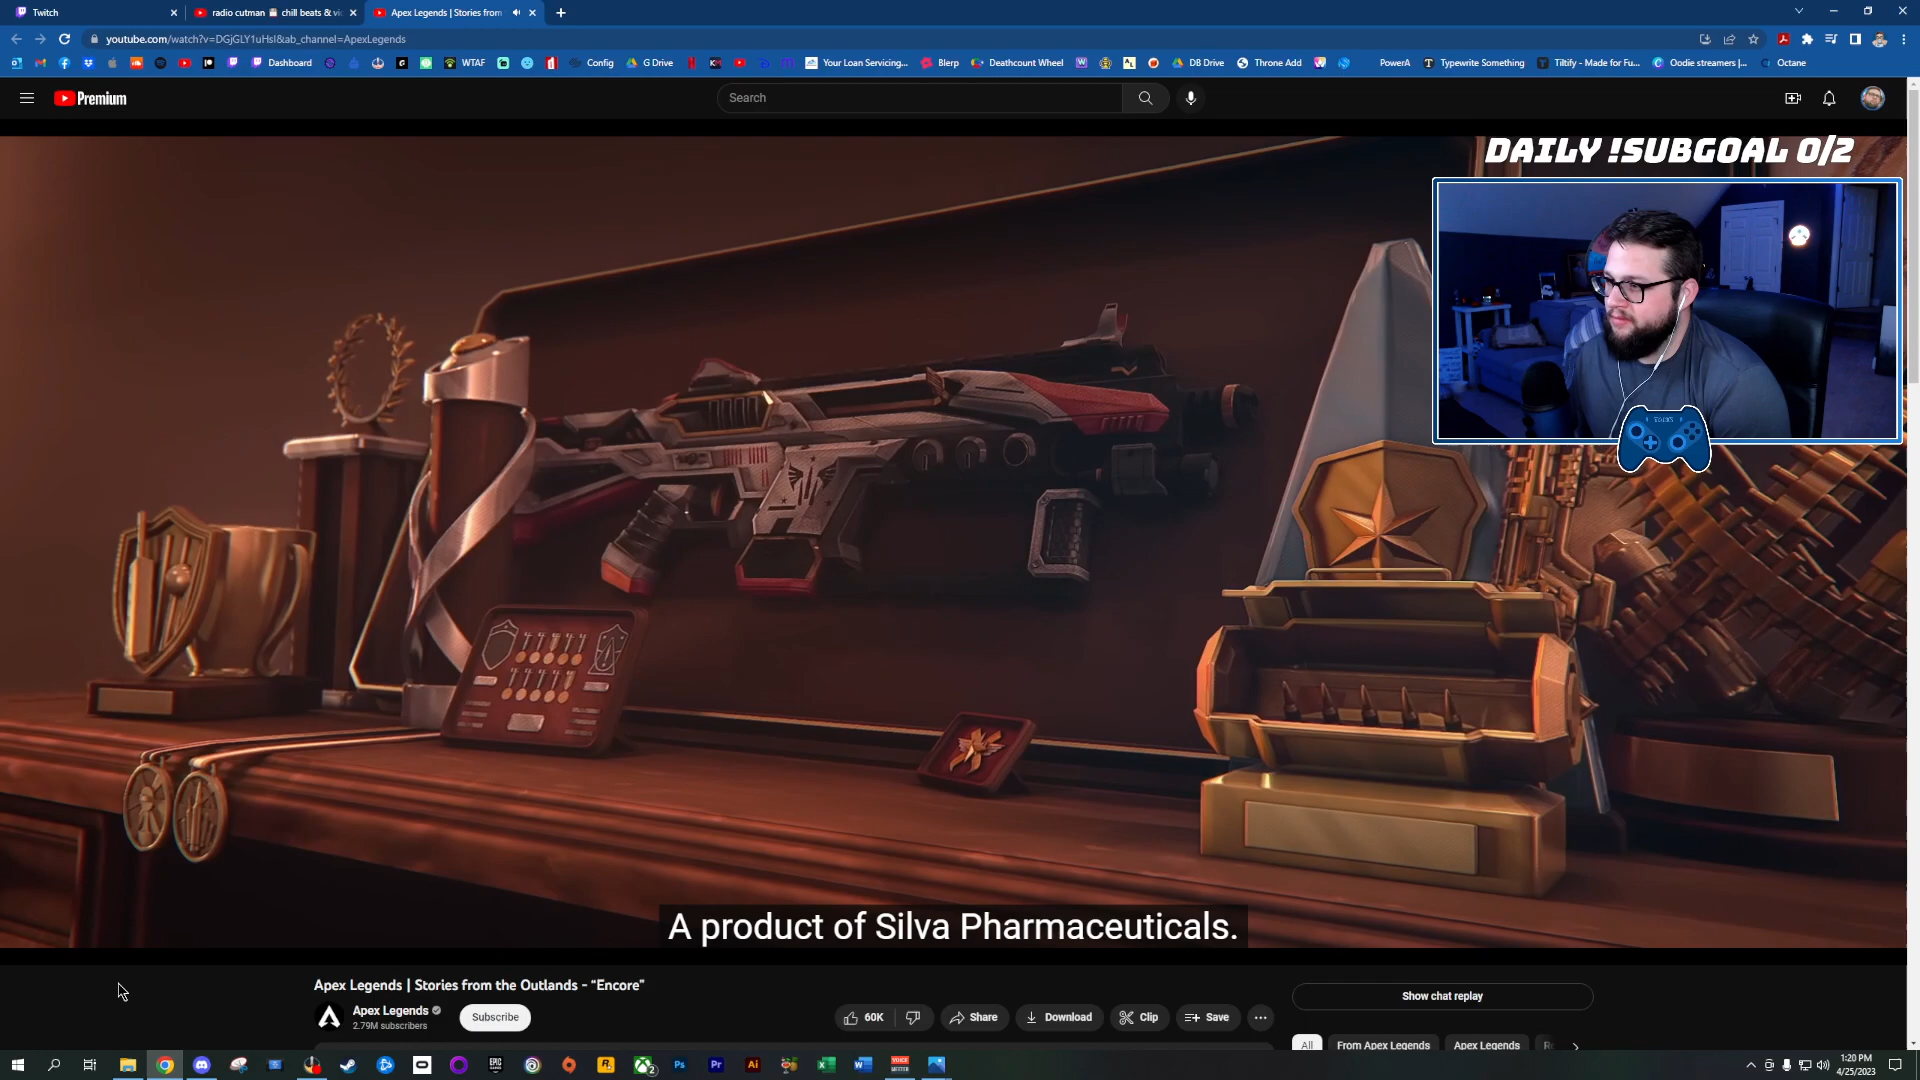 Twitch
radio cutman 💾 chill beats & vi
Apex Legends | Stories from
youtube.com/watch?v=DGjGLY1uHsI&ab_channel=ApexLegends
Dashboard
WTAF
Config
G Drive
Your Loan Servicing...
Blerp
Deathcount Wheel
DB Drive
Throne Add
PowerA
Typewrite Something
Tiltify - Made for Fu...
Oodie streamers |...
Octane
Premium
Search
DAILY !SUBGOAL 0/2
A product of Silva Pharmaceuticals.
Apex Legends | Stories from the Outlands - “Encore”
Apex Legends
2.79M subscribers
Subscribe
60K
Share
Download
Clip
Save
Show chat replay
All
From Apex Legends
Apex Legends
1:20 PM
4/25/2023